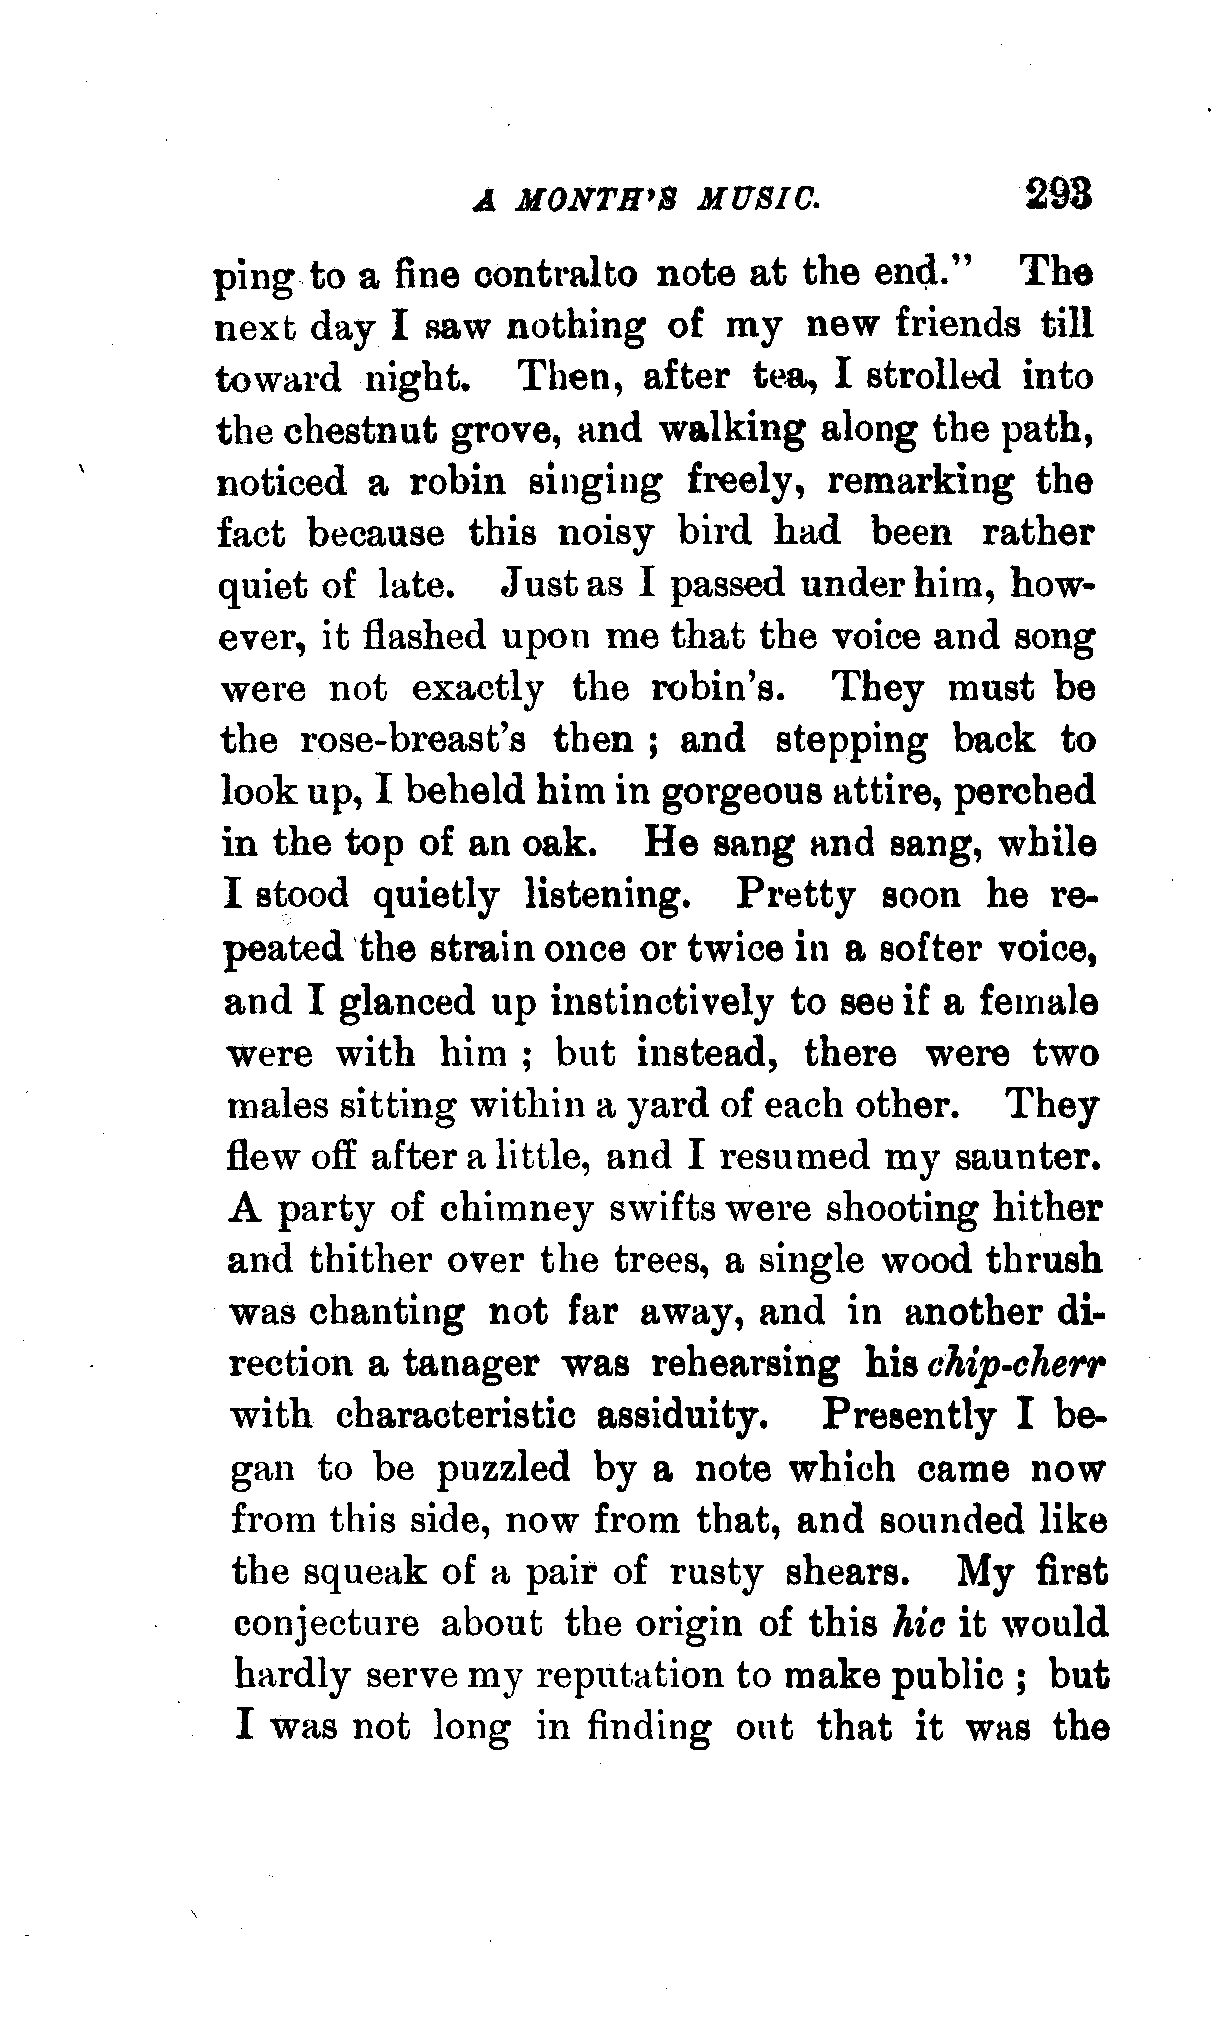 A MONTH'S MUSIC. 293
ping to a fine contralto note at the end." The
next day I saw nothing of my new friends till
toward night. Then, after tea, I strolled into
the chestnut grove, and walking along the path,
noticed a robin singing freely, remarking the
fact because this noisy bird had been rather
quiet of late. Just as I passed under him, how-
ever, it flashed upon me that the voice and song
were not exactly the robin's. They must be
the rose-breast's then ; and stepping back to
look up, I beheld him in gorgeous attire, perched
in the top of an oak. He sang and sang, while
I stood quietly listening. Pretty soon he re-
peated the strain once or twice in a softer voice,
and I glanced up instinctively to see if a female
were with him ; but instead, there were two
males sitting within a yard of each other. They
flew off after a little, and I resumed my saunter.
A party of chimney swifts were shooting hither
and thither over the trees, a single wood thrush
was chanting not far away, and in another di-
rection a tanager was rehearsing his chip-cherr
with characteristic assiduity. Presently I be-
gan to be puzzled by a note which came now
from this side, now from that, and sounded like
the squeak of a pair of rusty shears. My first
conjecture about the origin of this hic it would
hardly serve my reputation to make public ; but
I was not long in finding out that it was the